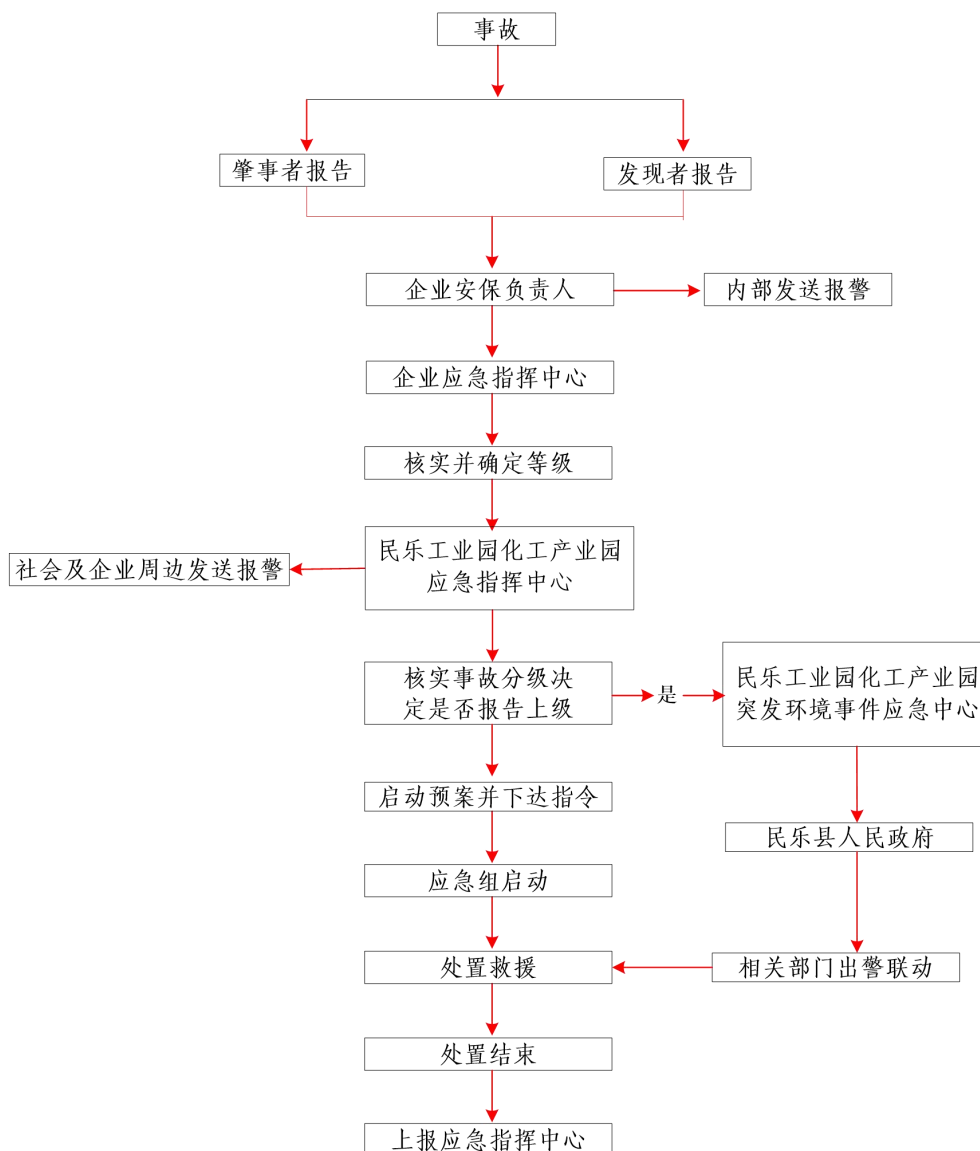 事故
肇事者报告
发现者报告
企业安保负责人
内部发送报警
企业应急指挥中心
核实并确定等级
民乐工业园化工产业园
应急指挥中心
社会及企业周边发送报警
核实事故分级决
定是否报告上级
是
民乐工业园化工产业园
突发环境事件应急中心
启动预案并下达指令
民乐县人民政府
应急组启动
处置救援
相关部门出警联动
处置结束
上报应急指挥中心